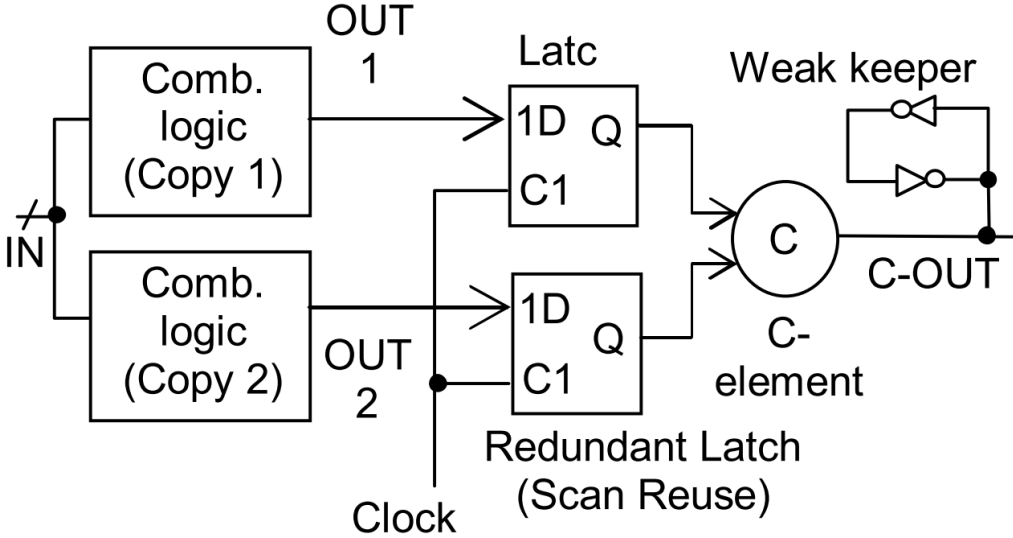 OUT
1
Comb.
logic
(Copy 1)
Latc
1D
Q
C1
Weak keeper
IN
C
C-OUT
Comb.
logic
(Copy 2)
OUT
2
1D
Q
C1
C-
element
Redundant Latch
(Scan Reuse)
Clock